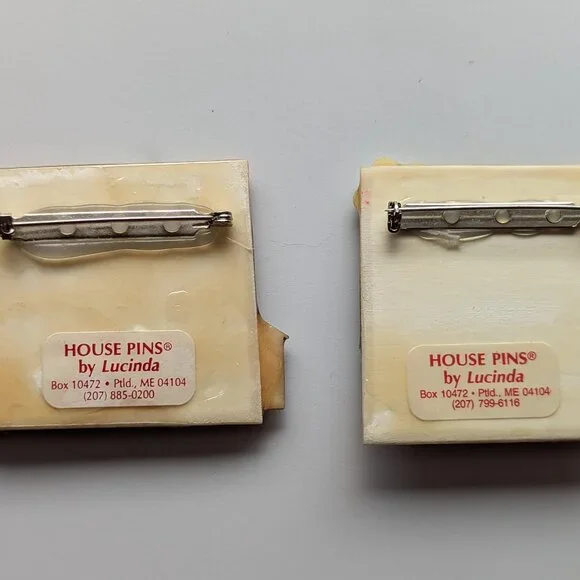 HOUSE PINS®
by Lucinda
Box 10472 • Ptld., ME 04104
(207) 885-0200
HOUSE PINS®
by Lucinda
Box 10472 • Ptld., ME 04104
(207) 799-6116